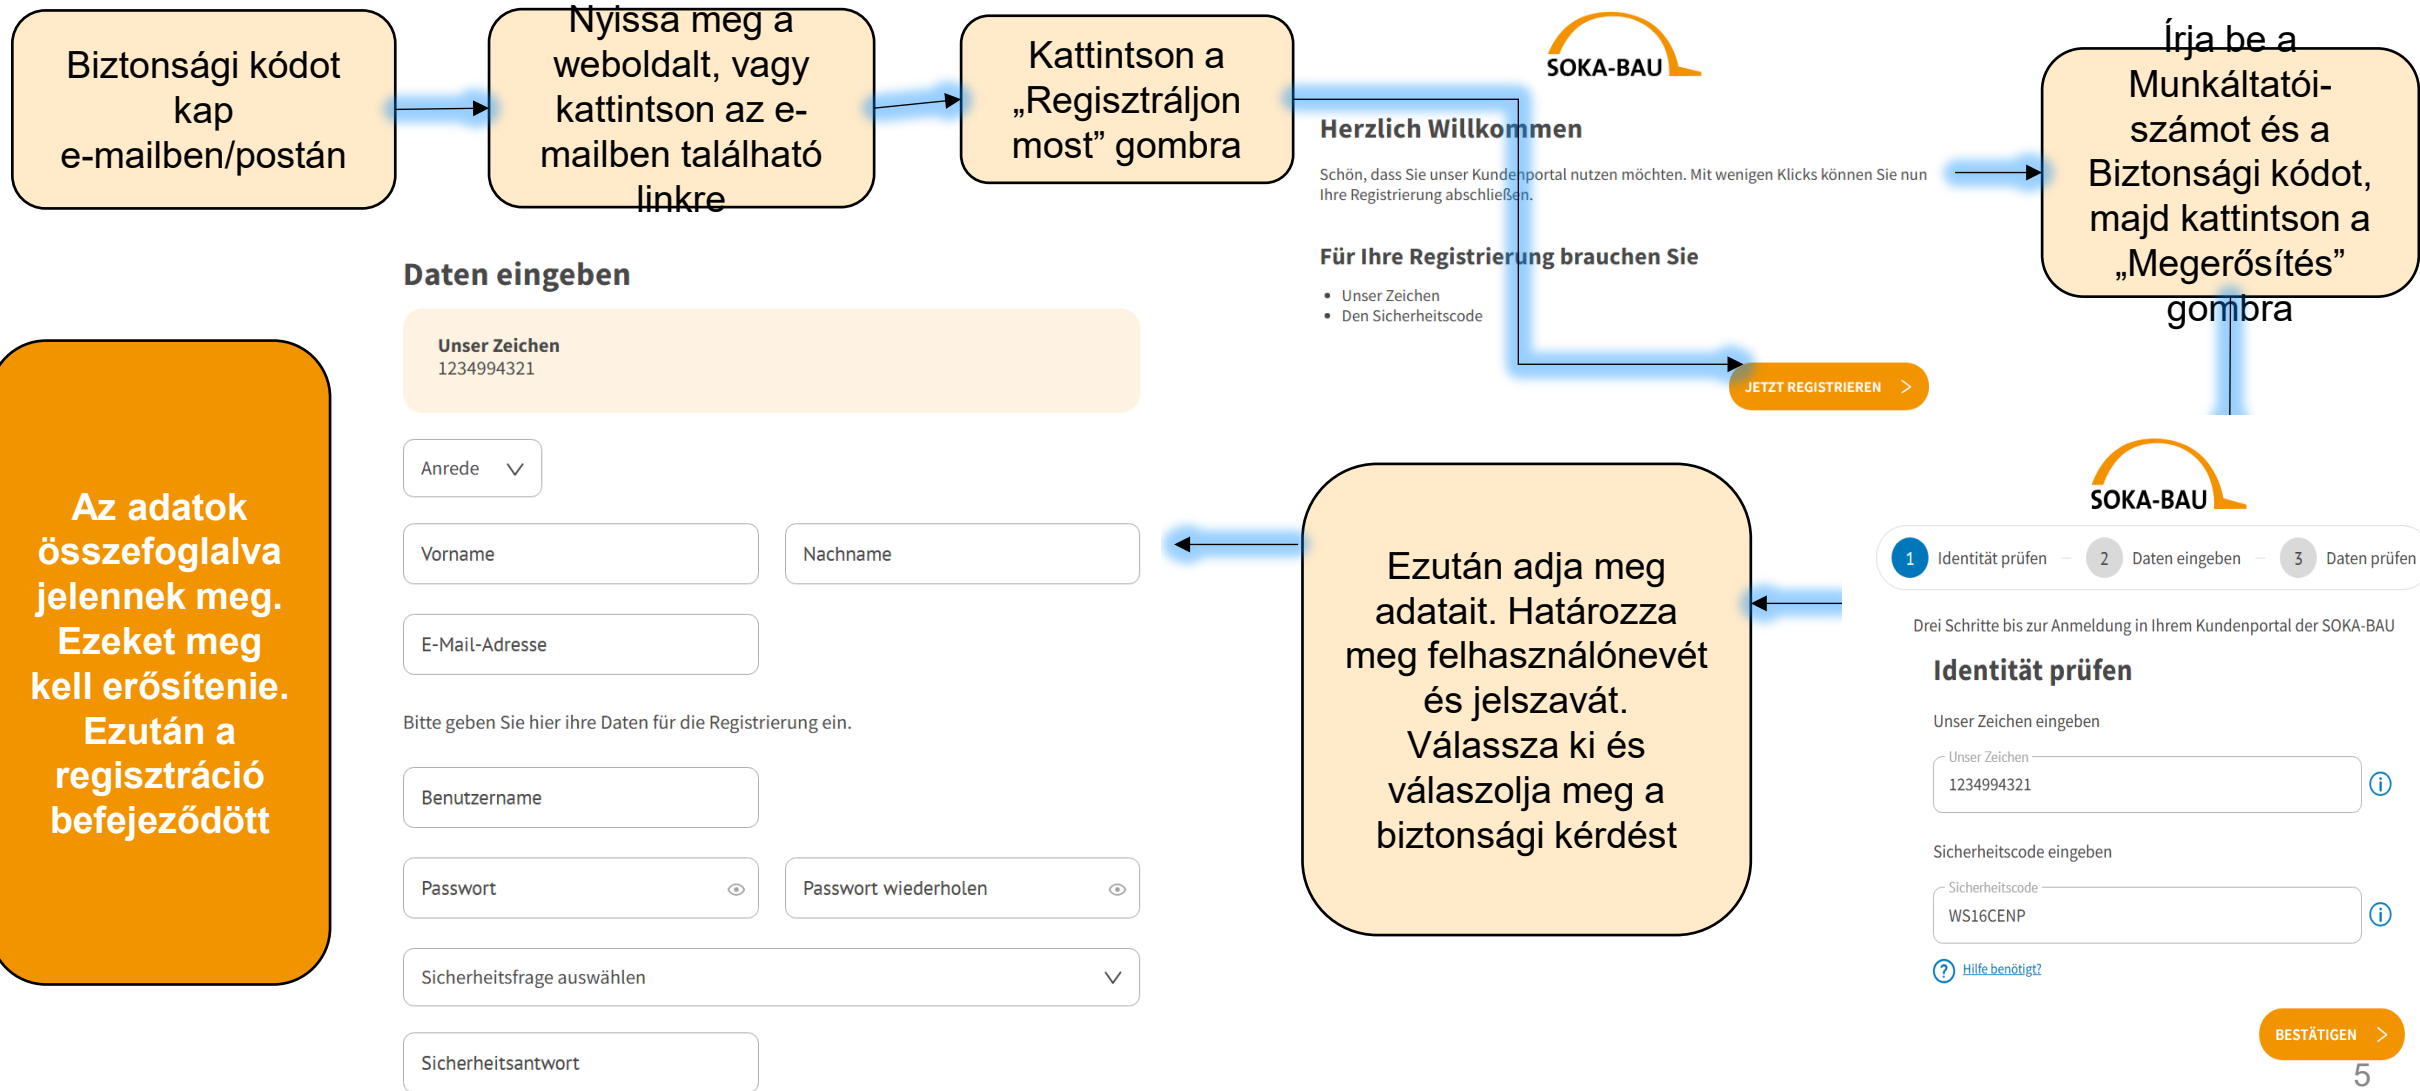 Biztonsági kódot
kap
e-mailben/postán
Nyissa meg a
weboldalt, vagy
kattintson az e-
mailben található
linkre
Kattintson a
„Regisztráljon
most” gombra
SOKA-BAU
Herzlich Willkommen
Schön, dass Sie unser Kundenportal nutzen möchten. Mit wenigen Klicks können Sie nun
Ihre Registrierung abschließen.
Für Ihre Registrierung brauchen Sie
• Unser Zeichen
• Den Sicherheitscode
JETZT REGISTRIEREN
Írja be a
Munkáltatói-
számot és a
Biztonsági kódot,
majd kattintson a
„Megerősítés”
gombra
SOKA-BAU
1 Identität prüfen – 2 Daten eingeben – 3 Daten prüfen
Drei Schritte bis zur Anmeldung in Ihrem Kundenportal der SOKA-BAU
Identität prüfen
Unser Zeichen eingeben
Unser Zeichen
1234994321
Sicherheitscode eingeben
Sicherheitscode
WS16CENP
Hilfe benötigt?
BESTÄTIGEN
Ezután adja meg
adatait. Határozza
meg felhasználónevét
és jelszavát.
Válassza ki és
válaszolja meg a
biztonsági kérdést
Daten eingeben
Unser Zeichen
1234994321
Anrede
Vorname
Nachname
E-Mail-Adresse
Bitte geben Sie hier ihre Daten für die Registrierung ein.
Benutzername
Passwort
Passwort wiederholen
Sicherheitsfrage auswählen
Sicherheitsantwort
Az adatok
összefoglalva
jelennek meg.
Ezeket meg
kell erősítenie.
Ezután a
regisztráció
befejeződött
5